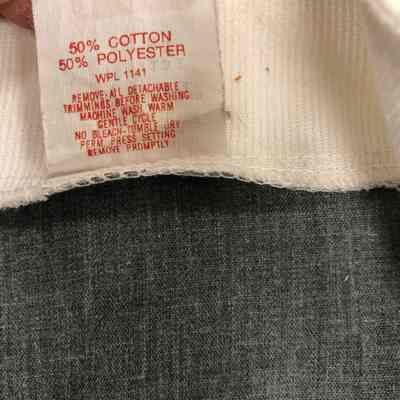 50% COTTON
50% POLYESTER
WPL 1141
REMOVE ALL DETACHABLE
TRIMMINGS BEFORE WASHING
MACHINE WASH WARM
GENTLE CYCLE
NO BLEACH-TUMBLE DRY
PERM. PRESS SETTING
REMOVE PROMPTLY